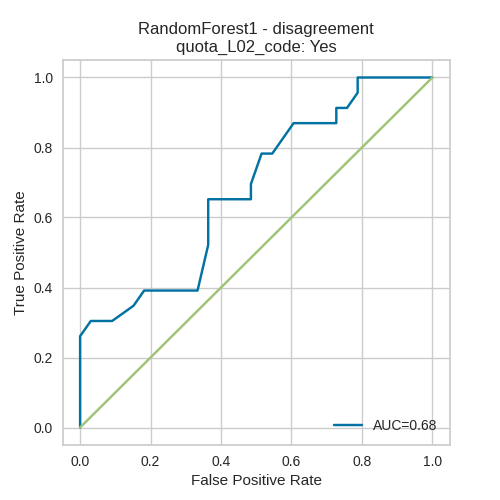 RandomForest1 - disagreement
quota_L02_code: Yes
True Positive Rate
1.0
0.8
0.6
0.4
0.2
0.0
AUC=0.68
0.0 0.2 0.4 0.6 0.8 1.0
False Positive Rate